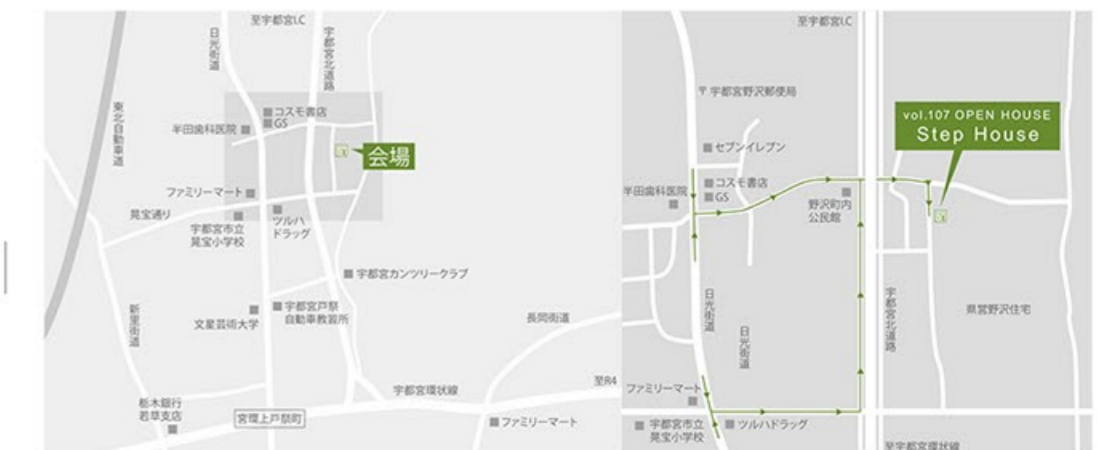 至宇都宮I.C
日光街道
宇都宮北道路
東北自動車道
コスモ書店
GS
半田歯科医院
会場
ファミリーマート
晃宝通り
宇都宮市立
晃宝小学校
ツルハ
ドラッグ
宇都宮カンツリークラブ
新里街道
文星芸術大学
宇都宮戸祭
自動車教習所
長岡街道
至R4
宇都宮環状線
栃木銀行
若草支店
宮環上戸祭町
ファミリーマート
至宇都宮I.C
〒宇都宮野沢郵便局
vol.107 OPEN HOUSE
Step House
セブンイレブン
コスモ書店
GS
半田歯科医院
野沢町内
公民館
日光街道
日光街道
宇都宮北道路
県営野沢住宅
ファミリーマート
宇都宮市立
晃宝小学校
ツルハドラッグ
至宇都宮環状線